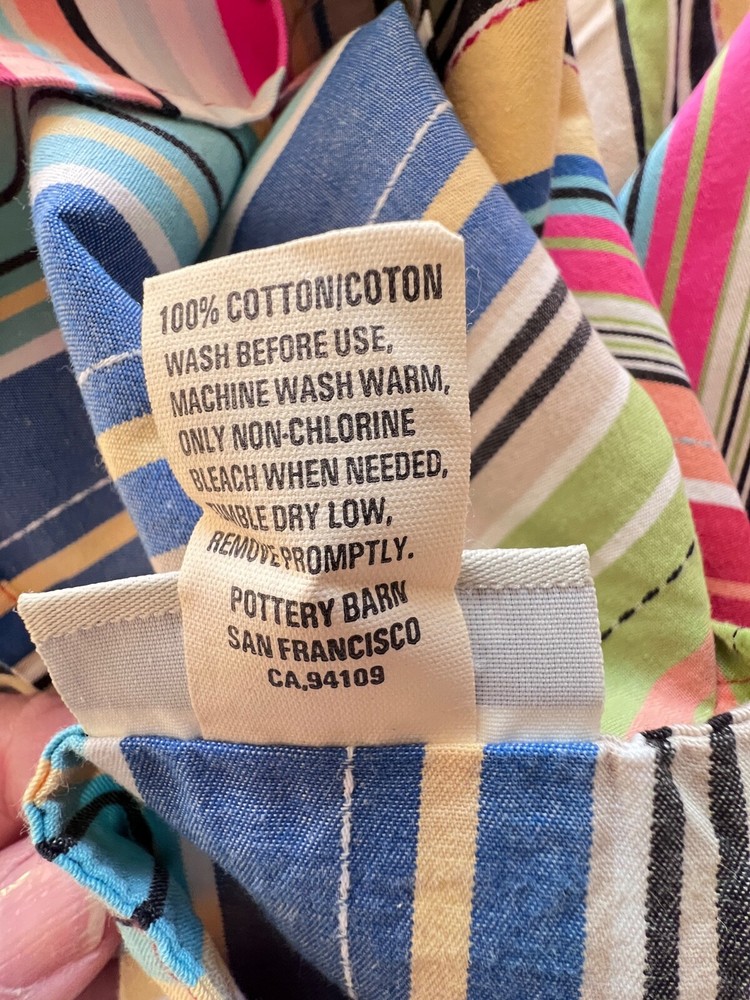 100% COTTON/COTON
WASH BEFORE USE,
MACHINE WASH WARM,
ONLY NON-CHLORINE
BLEACH WHEN NEEDED,
TUMBLE DRY LOW,
REMOVE PROMPTLY.
POTTERY BARN
SAN FRANCISCO
CA,94109